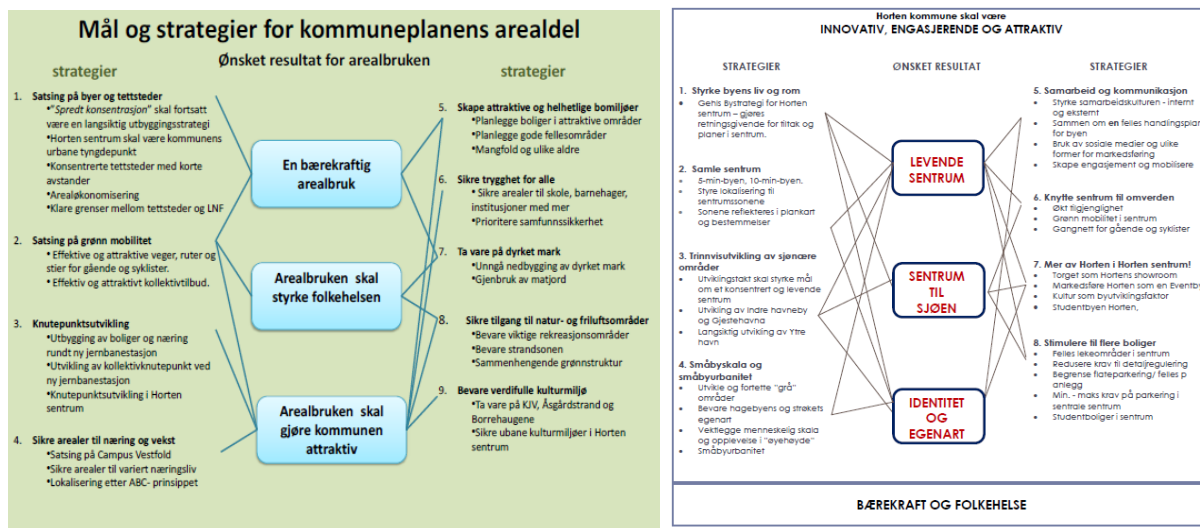 Mål og strategier for kommuneplanens arealdel
Ønsket resultat for arealbruken
strategier
1. Satsing på byer og tettsteder
•"Spredt konsentrasjon" skal fortsatt
være en langsiktig utbyggingsstrategi
•Horten sentrum skal være kommunens
urbane tyngdepunkt
•Konsentrerte tettsteder med korte
avstander
•Arealøkonomisering
•Klare grenser mellom tettsteder og LNF
2. Satsing på grønn mobilitet
•Effektive og attraktive veger, ruter og
stier for gående og syklister.
•Effektiv og attraktivt kollektivtilbud.
3. Knutepunktsutvikling
•Utbygging av boliger og næring
rundt ny jernbanestasjon
•Utvikling av kollektivknutepunkt ved
ny jernbanestasjon
•Knutepunktsutvikling i Horten
sentrum
4. Sikre arealer til næring og vekst
•Satsing på Campus Vestfold
•Sikre arealer til variert næringsliv
•Lokalisering etter ABC- prinsippet
En bærekraftig
arealbruk
Arealbruken skal
styrke folkehelsen
Arealbruken skal
gjøre kommunen
attraktiv
strategier
5. Skape attraktive og helhetlige bomiljøer
•Planlegge boliger i attraktive områder
•Planlegge gode fellesområder
•Mangfold og ulike aldre
6. Sikre trygghet for alle
•Sikre arealer til skole, barnehager,
institusjoner med mer
•Prioritere samfunnssikkerhet
7. Ta vare på dyrket mark
•Unngå nedbygging av dyrket mark
•Gjenbruk av matjord
8. Sikre tilgang til natur- og friluftsområder
•Bevare viktige rekreasjonsområder
•Bevare strandsonen
•Sammenhengende grønnstruktur
9. Bevare verdifulle kulturmiljø
•Ta vare på KJV, Åsgårdstrand og
Borrehaugene
•Sikre ubane kulturmiljøer i Horten
sentrum
Horten kommune skal være
INNOVATIV, ENGASJERENDE OG ATTRAKTIV
STRATEGIER
1. Styrke byens liv og rom
• Gehls Bystrategi for Horten
sentrum – gjøres
retningsgivende for tiltak og
planer i sentrum.
2. Samle sentrum
• 5-min-byen, 10-min-byen.
• Styre lokalisering til
sentrumssonene
• Sonene reflekteres i plankart
og bestemmelser
3. Trinnvisutvikling av sjønære
områder
• Utviklingstakt skal styrke mål
om et konsentrert og levende
sentrum
• Utvikling av Indre havneby
og Gjestehavna
• Langsiktig utvikling av Ytre
havn
4. Småbyskala og
småbyurbanitet
• Utvikle og fortette "grå"
områder
• Bevare hagebyens og strøkets
egenart
• Vektlegge menneskelig skala
og opplevelse i "øyehøyde"
• Småbyurbanitet
ØNSKET RESULTAT
LEVENDE
SENTRUM
SENTRUM
TIL
SJØEN
IDENTITET
OG
EGENART
STRATEGIER
5. Samarbeid og kommunikasjon
• Styrke samarbeidskulturen - internt
og eksternt
• Sammen om en felles handlingsplan
for byen
• Bruk av sosiale medier og ulike
former for markedsføring
• Skape engasjement og mobilisere
6. Knytte sentrum til omverden
• Økt tilgjengelighet
• Grønn mobilitet i sentrum
• Gangnett for gående og syklister
7. Mer av Horten i Horten sentrum!
• Torget som Hortens showroom
• Markedsføre Horten som en Eventby
• Kultur som byutviklingsfaktor
• Studentbyen Horten,
8. Stimulere til flere boliger
• Felles lekeområder i sentrum
• Redusere krav til detaljregulering
• Begrense flateparkering/ felles p
anlegg
• Min. - maks krav på parkering i
sentrale sentrum
• Studentboliger i sentrum
BÆREKRAFT OG FOLKEHELSE